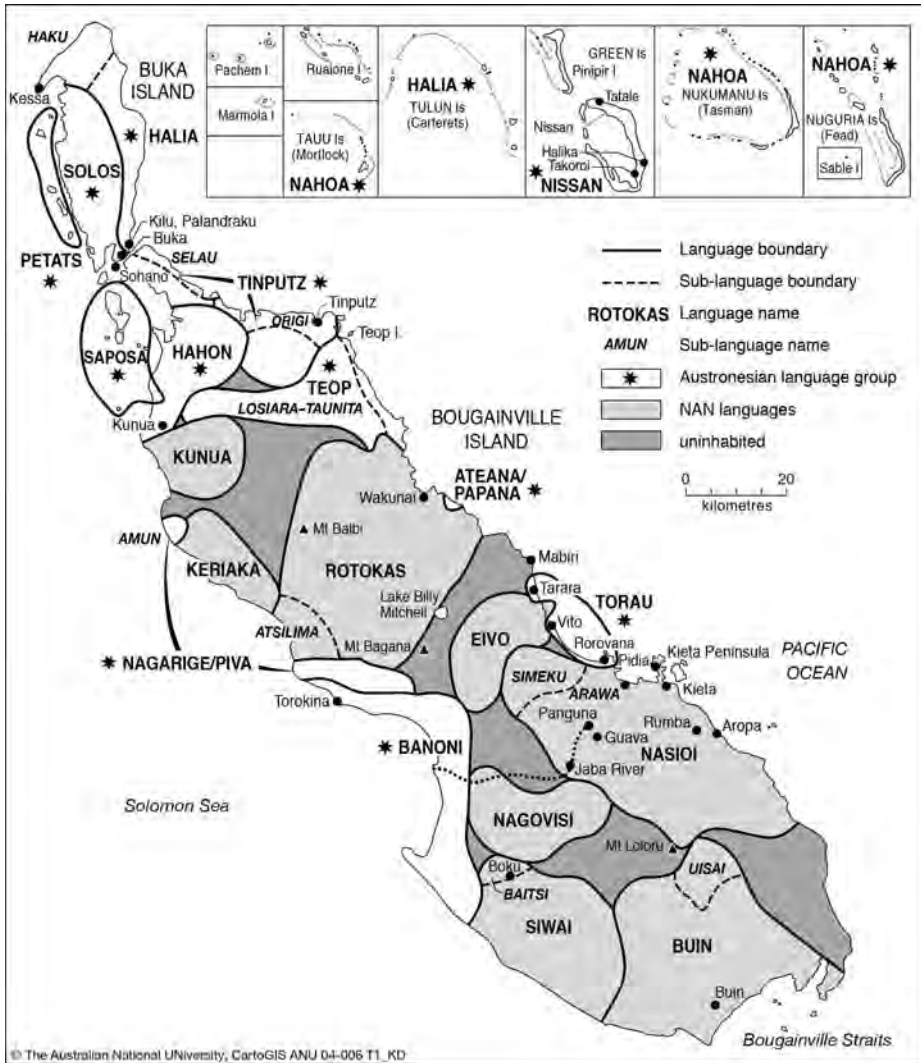 HAKU
BUKA
ISLAND
Kessa
HALIA
SOLOS
Kilu, Palandraku
Buka
PETATS
SELAU
Sohano
TINPUTZ
Tinputz
ORIGI
Teop I.
SAPOSA
HAHON
TEOP
LOSIARA–TAUNITA
Kunua
Pachem I
Marmola I
Ruaione I
TAUU Is
(Mortlock)
NAHOA
HALIA
TULUN Is
(Carterets)
GREEN Is
Pinipir I
Tatale
Nissan
Halika
Takoroi
NISSAN
NAHOA
NUKUMANU Is
(Tasman)
NAHOA
NUGURIA Is
(Fead)
Sable I
Language boundary
Sub-language boundary
ROTOKAS Language name
AMUN Sub-language name
Austronesian language group
NAN languages
uninhabited
0 20
kilometres
BOUGAINVILLE
ISLAND
KUNUA
ATEANA/
PAPANA
Wakunai
AMUN
Mt Balbi
Mabiri
KERIAKA
ROTOKAS
Tarara
TORAU
Lake Billy
Mitchell
Vito
ATSILIMA
EIVO
Rorovana
PACIFIC
OCEAN
Mt Bagana
Pidia
Kieta Peninsula
NAGARIGE/PIVA
SIMEKU
ARAWA
Kieta
Torokina
Panguna
Rumba
Aropa
Guava
BANONI
NASIOI
Jaba River
Solomon Sea
NAGOVISI
Mt Loloru
UISAI
Boku
BAITSI
SIWAI
BUIN
Buin
Bougainville Straits
© The Australian National UNiversity, CartoGIS ANU 04-006 T1_KD